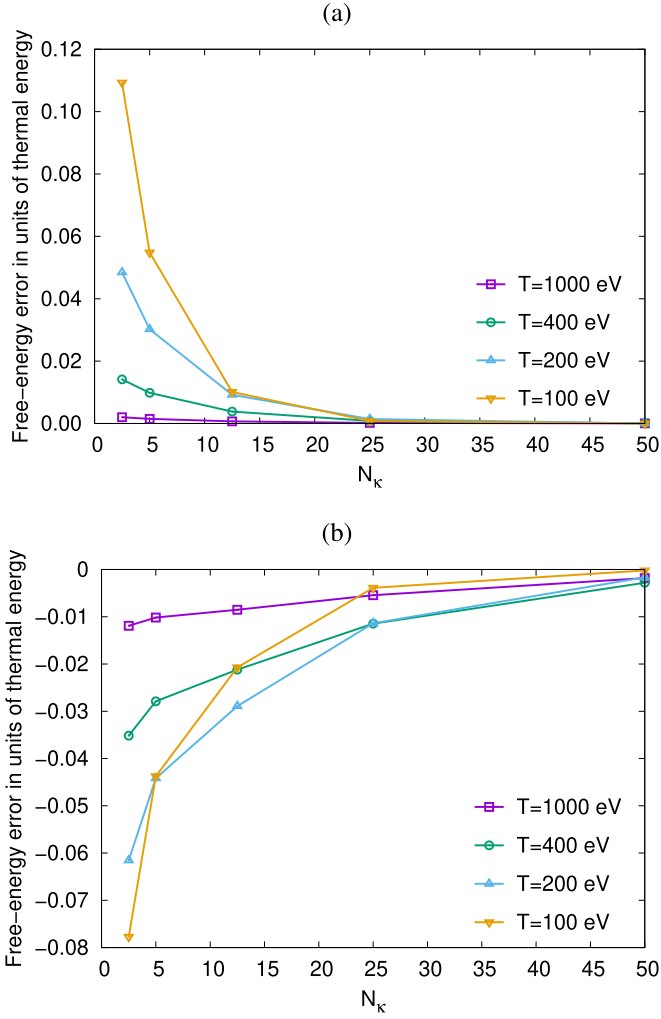 (a)
Free−energy error in units of thermal energy
0.12
0.10
0.08
0.06
0.04
0.02
0.00
T=1000 eV
T=400 eV
T=200 eV
T=100 eV
0 5 10 15 20 25 30 35 40 45 50
Nκ
(b)
Free−energy error in units of thermal energy
0
−0.01
−0.02
−0.03
−0.04
−0.05
−0.06
−0.07
−0.08
T=1000 eV
T=400 eV
T=200 eV
T=100 eV
0 5 10 15 20 25 30 35 40 45 50
Nκ